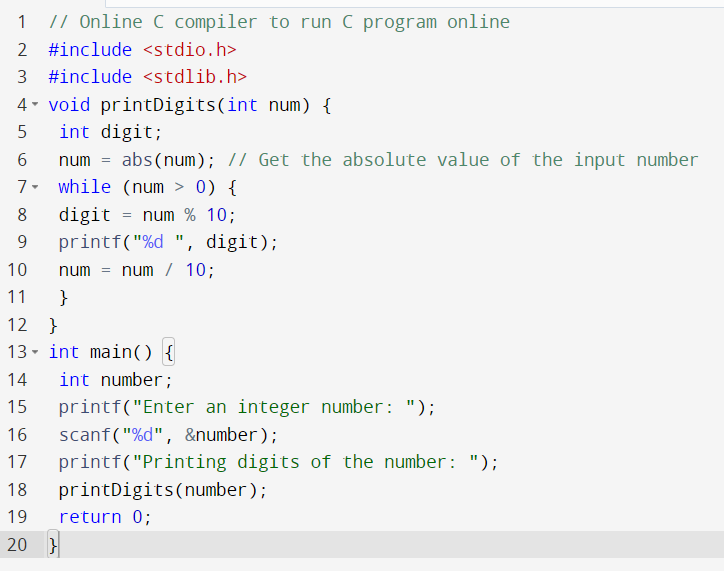 1 // Online C compiler to run C program online
2 #include <stdio.h>
3 #include <stdlib.h>
4 void printDigits(int num) {
5 int digit;
6 num = abs(num); // Get the absolute value of the input number
7 while (num > 0) {
8 digit = num % 10;
9 printf("%d ", digit);
10 num = num / 10;
11 }
12 }
13 int main() {
14 int number;
15 printf("Enter an integer number: ");
16 scanf("%d", &number);
17 printf("Printing digits of the number: ");
18 printDigits(number);
19 return 0;
20 }